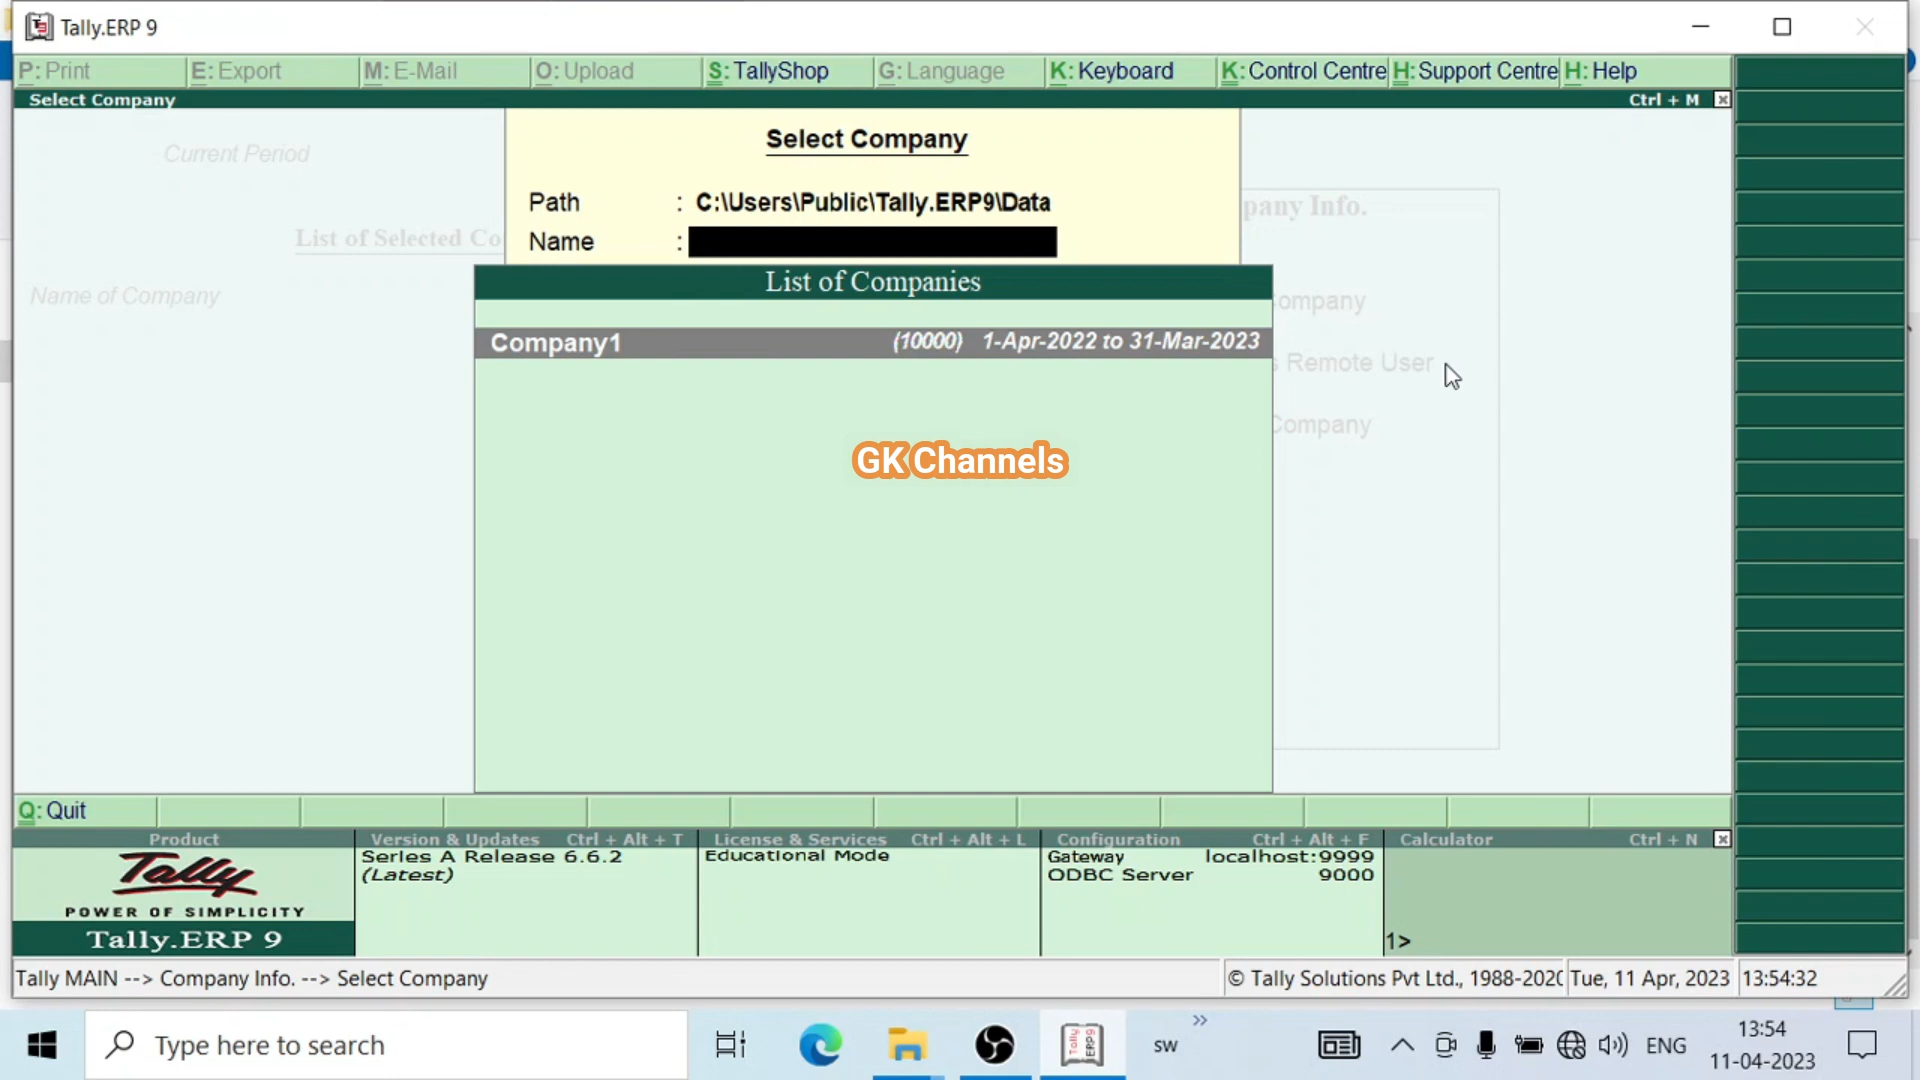 Tally.ERP 9
P: Print E: Export M: E-Mail O: Upload S: TallyShop G: Language K: Keyboard K: Control Centre H: Support Centre H: Help
Select Company Ctrl + M
Current Period
Select Company
Path : C:\Users\Public\Tally.ERP9\Data
Name :
List of Selected Co
pany Info.
Name of Company
List of Companies
Company1 (10000) 1-Apr-2022 to 31-Mar-2023
ompany
s Remote User
Company
GK Channels
Q: Quit
Product
Tally
POWER OF SIMPLICITY
Tally.ERP 9
Version & Updates Ctrl + Alt + T
Series A Release 6.6.2
(Latest)
License & Services Ctrl + Alt + L
Educational Mode
Configuration Ctrl + Alt + F
Gateway localhost:9999
ODBC Server 9000
Calculator Ctrl + N
1>
Tally MAIN --> Company Info. --> Select Company
© Tally Solutions Pvt Ltd., 1988-2020 Tue, 11 Apr, 2023 13:54:32
Type here to search
Tally ERP9
sw
ENG
13:54
11-04-2023